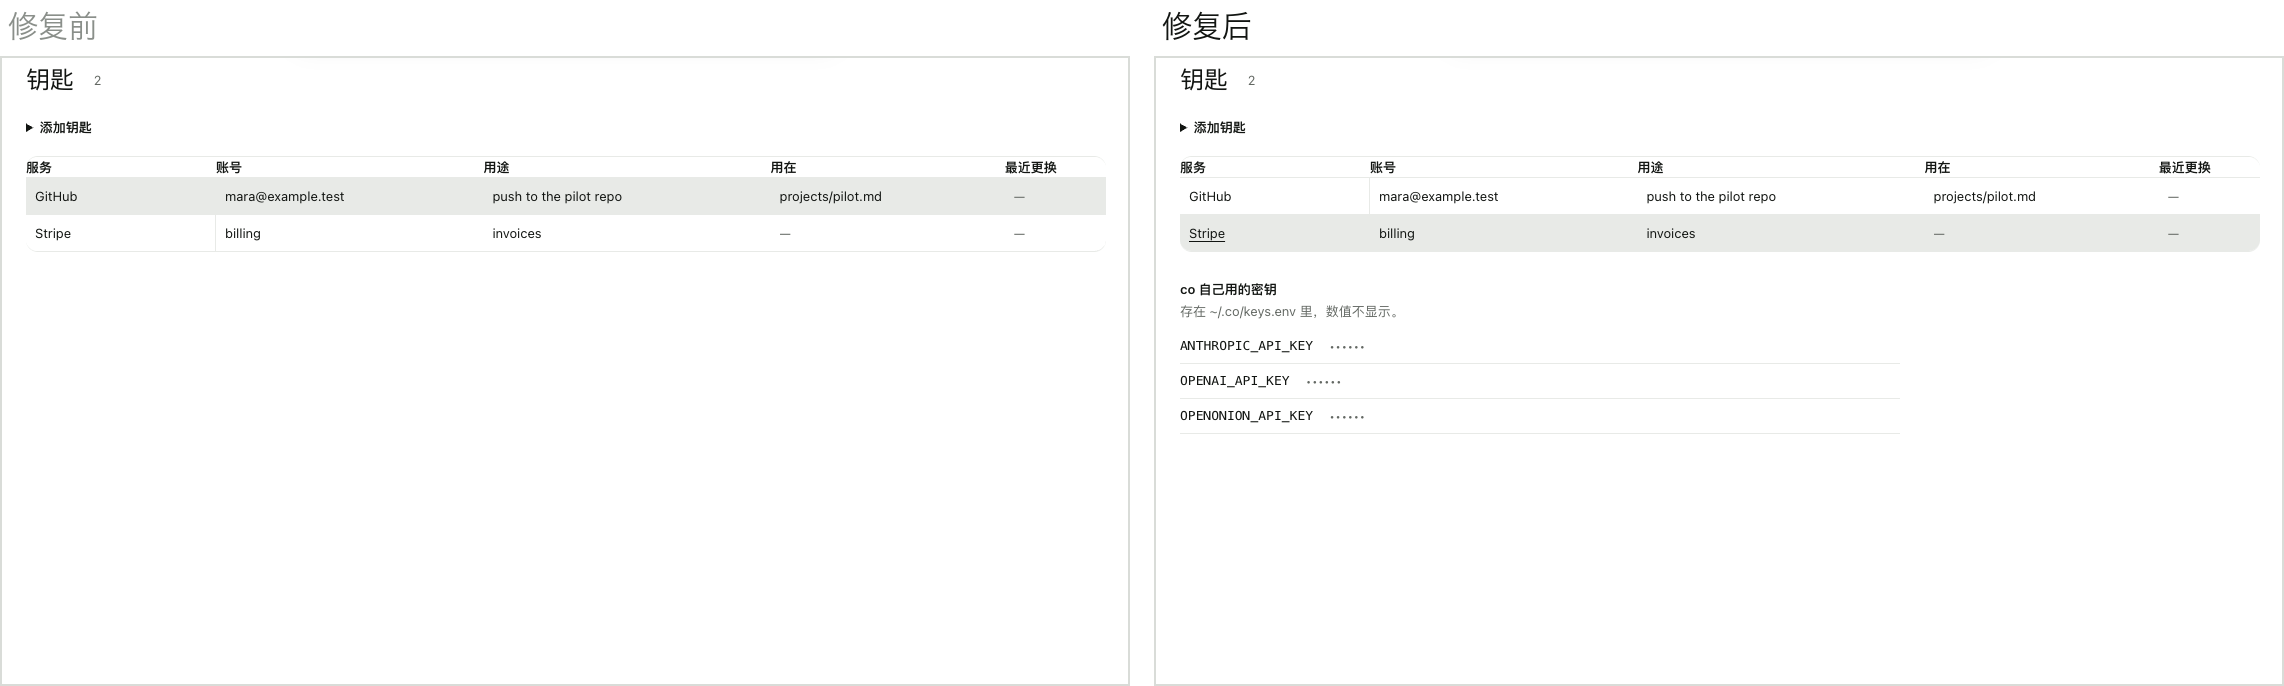 修复前
钥匙 2
▶ 添加钥匙
服务 账号 用途 用在 最近更换
GitHub mara@example.test push to the pilot repo projects/pilot.md —
Stripe billing invoices — —
修复后
钥匙 2
▶ 添加钥匙
服务 账号 用途 用在 最近更换
GitHub mara@example.test push to the pilot repo projects/pilot.md —
Stripe billing invoices — —
co 自己用的密钥
存在 ~/.co/keys.env 里，数值不显示。
ANTHROPIC_API_KEY ••••••
OPENAI_API_KEY ••••••
OPENONION_API_KEY ••••••